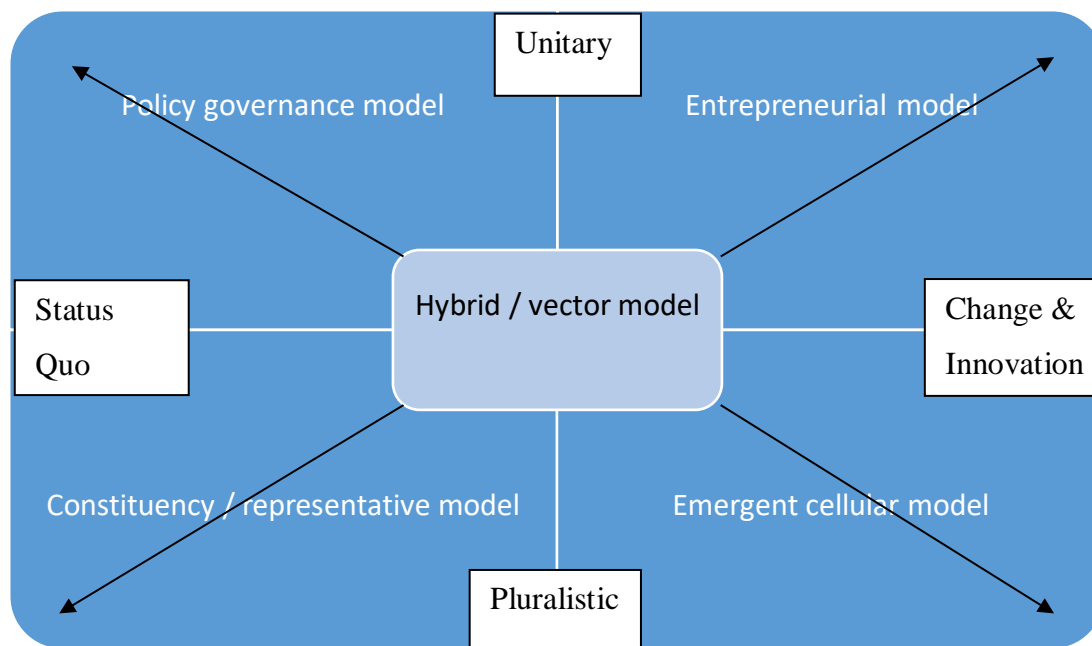 Unitary
Policy governance model
Entrepreneurial model
Hybrid / vector model
Status
Quo
Change &
Innovation
Constituency / representative model
Emergent cellular model
Pluralistic